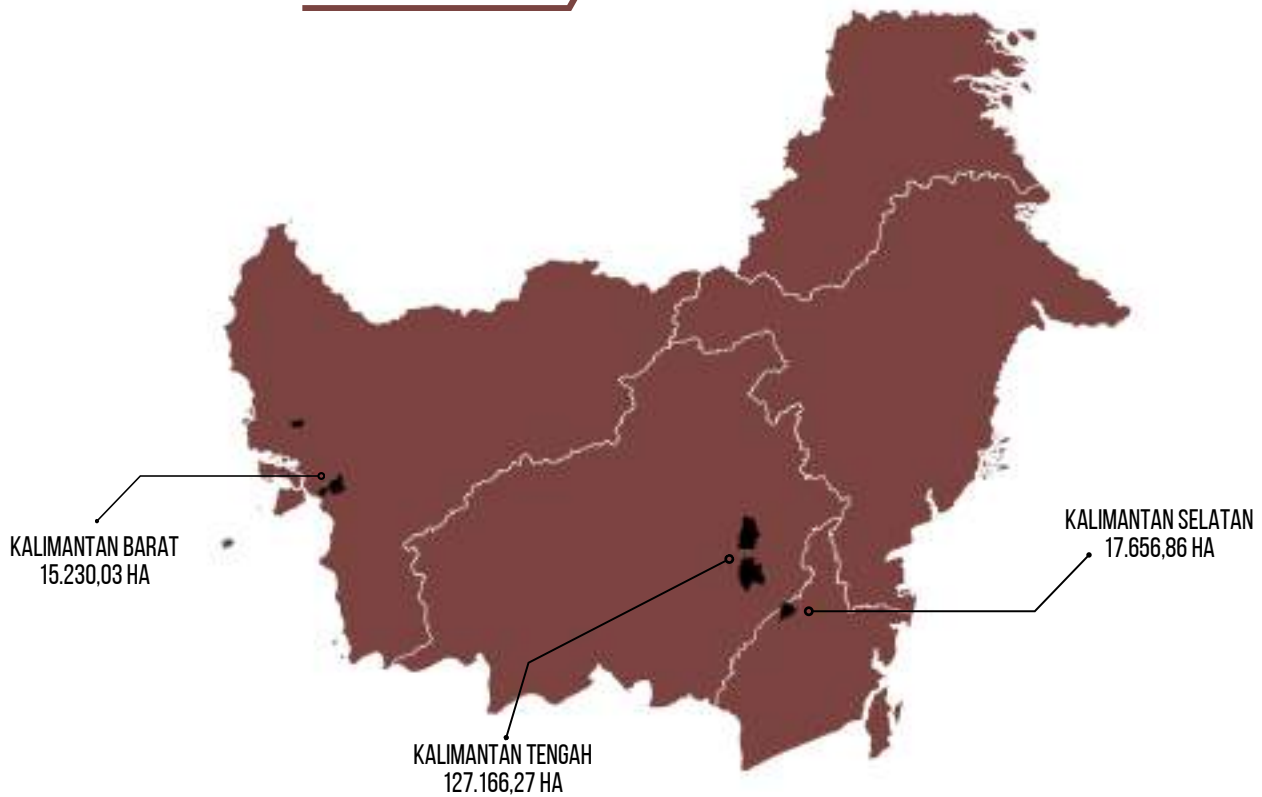 KALIMANTAN BARAT
15.230,03 HA
KALIMANTAN SELATAN
17.656,86 HA
KALIMANTAN TENGAH
127.166,27 HA